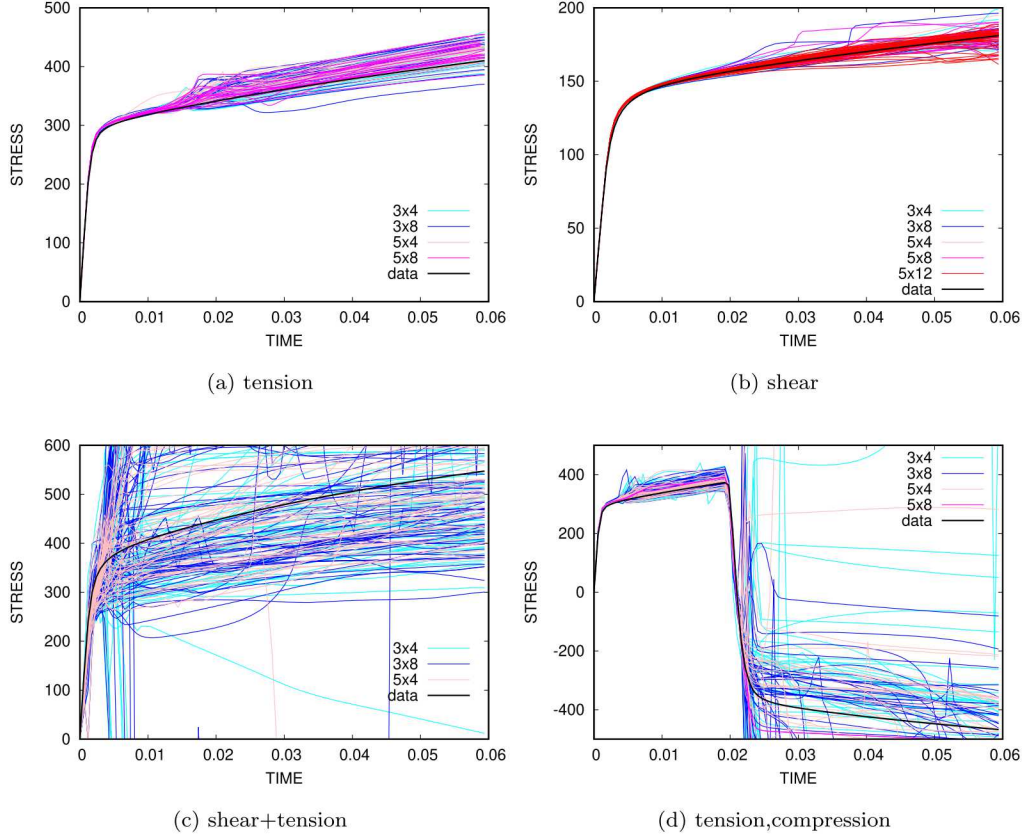 500
400
300
200
100
0
STRESS
0 0.01 0.02 0.03 0.04 0.05 0.06
TIME
3x4
3x8
5x4
5x8
data
(a) tension
200
150
100
50
0
STRESS
0 0.01 0.02 0.03 0.04 0.05 0.06
TIME
3x4
3x8
5x4
5x8
5x12
data
(b) shear
600
500
400
300
200
100
0
STRESS
0 0.01 0.02 0.03 0.04 0.05 0.06
TIME
3x4
3x8
5x4
data
(c) shear+tension
400
200
0
-200
-400
STRESS
0 0.01 0.02 0.03 0.04 0.05 0.06
TIME
3x4
3x8
5x4
5x8
data
(d) tension,compression